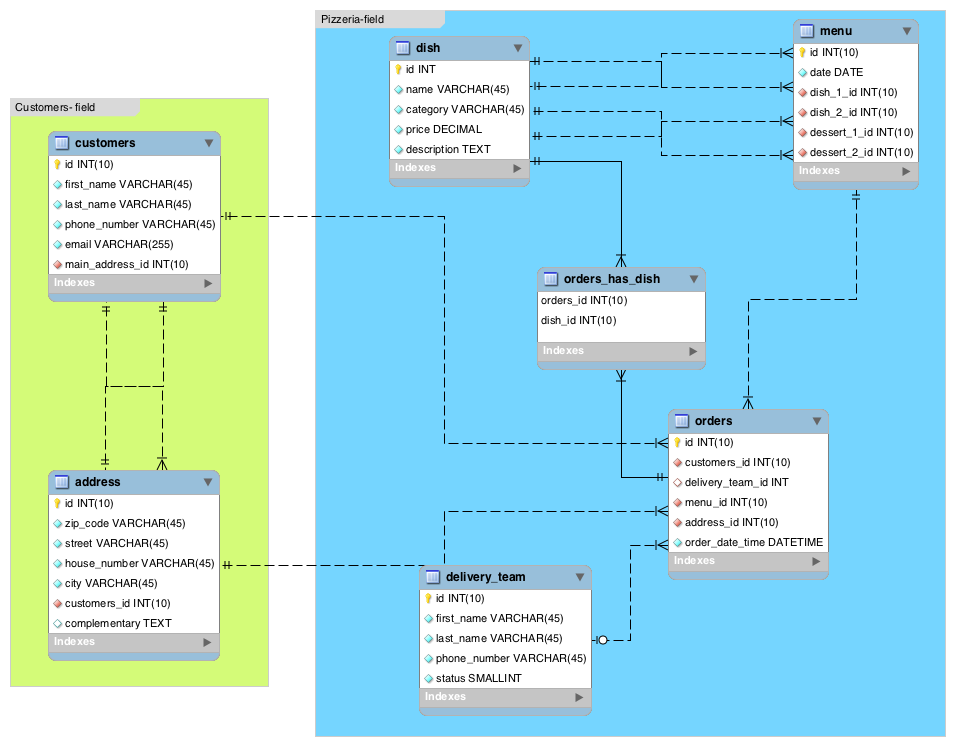 Pizzeria-field
dish
id INT
name VARCHAR(45)
category VARCHAR(45)
price DECIMAL
description TEXT
Indexes
menu
id INT(10)
date DATE
dish_1_id INT(10)
dish_2_id INT(10)
dessert_1_id INT(10)
dessert_2_id INT(10)
Indexes
Customers- field
customers
id INT(10)
first_name VARCHAR(45)
last_name VARCHAR(45)
phone_number VARCHAR(45)
email VARCHAR(255)
main_address_id INT(10)
Indexes
orders_has_dish
orders_id INT(10)
dish_id INT(10)
Indexes
orders
id INT(10)
customers_id INT(10)
delivery_team_id INT
menu_id INT(10)
address_id INT(10)
order_date_time DATETIME
Indexes
address
id INT(10)
zip_code VARCHAR(45)
street VARCHAR(45)
house_number VARCHAR(45)
city VARCHAR(45)
customers_id INT(10)
complementary TEXT
Indexes
delivery_team
id INT(10)
first_name VARCHAR(45)
last_name VARCHAR(45)
phone_number VARCHAR(45)
status SMALLINT
Indexes